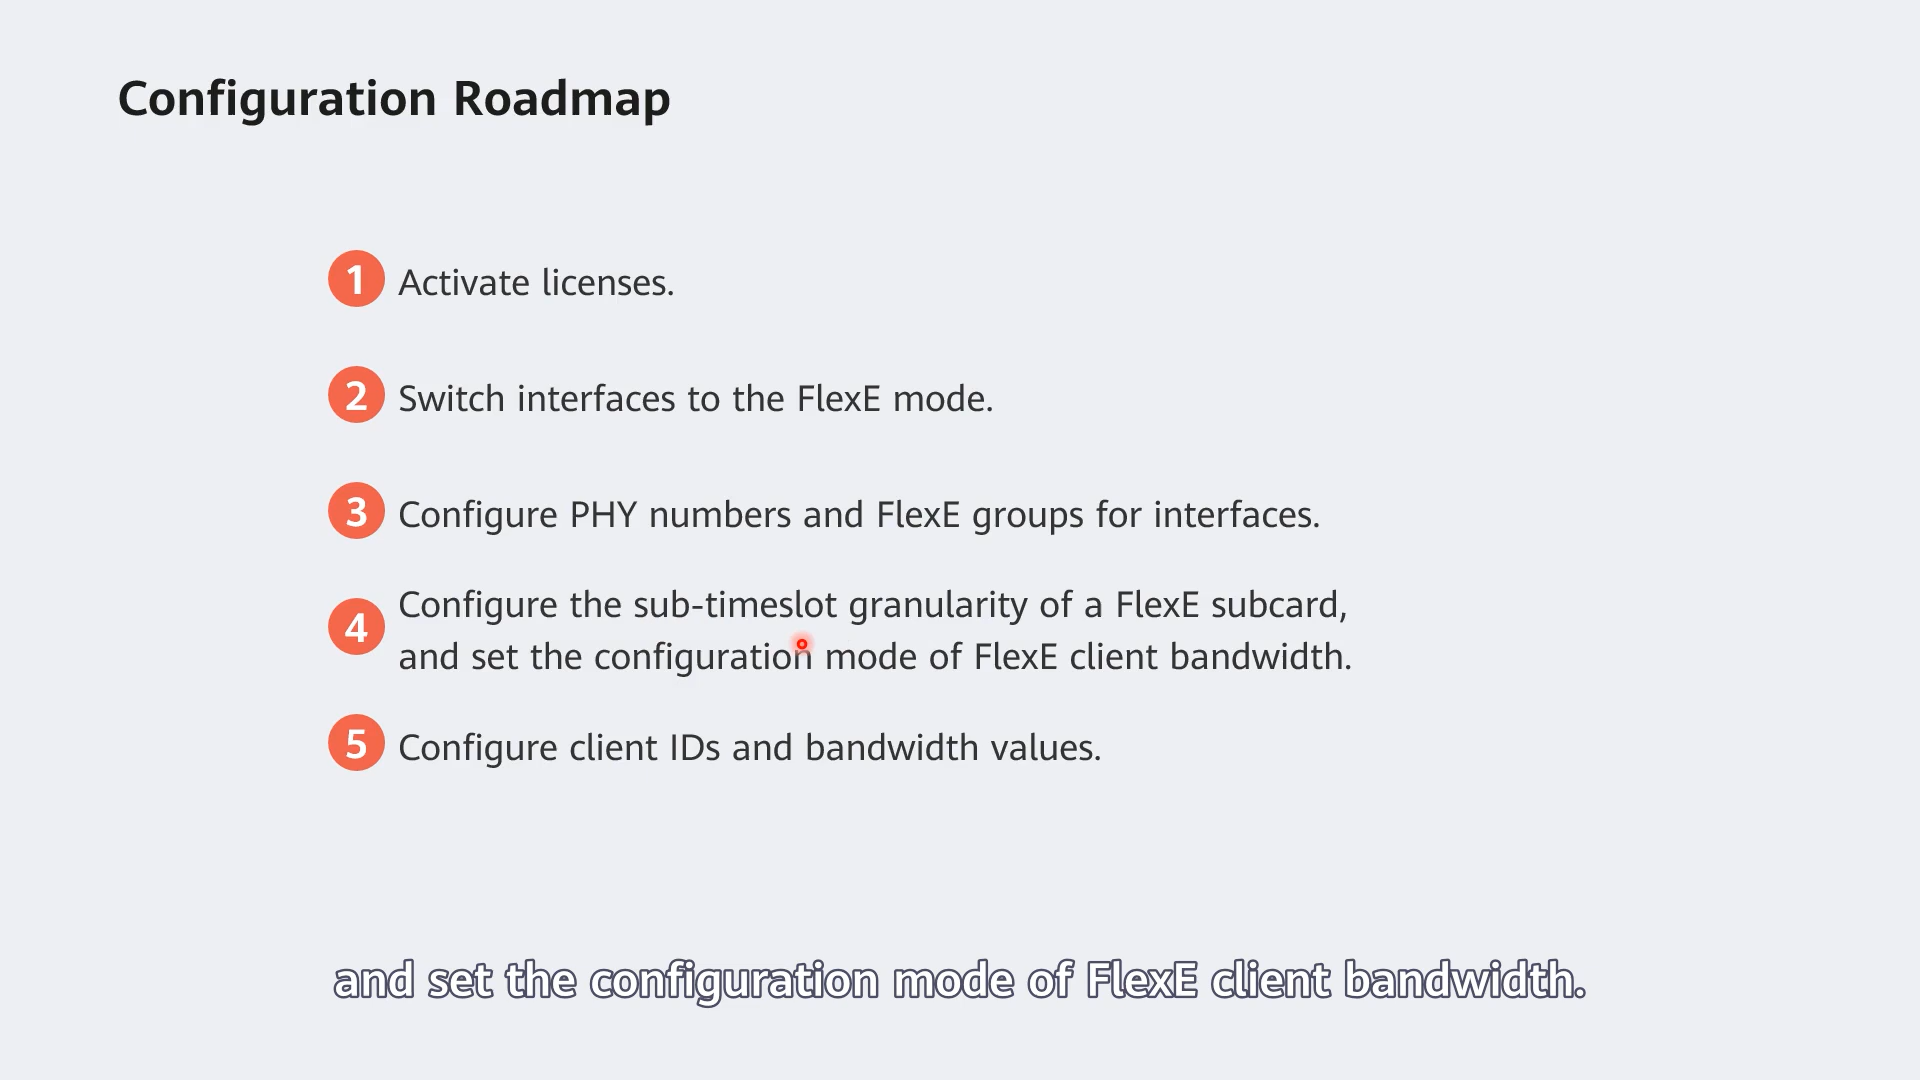 Configuration Roadmap
1 Activate licenses.
2 Switch interfaces to the FlexE mode.
3 Configure PHY numbers and FlexE groups for interfaces.
4 Configure the sub-timeslot granularity of a FlexE subcard,
and set the configuration mode of FlexE client bandwidth.
5 Configure client IDs and bandwidth values.
and set the configuration mode of FlexE client bandwidth.